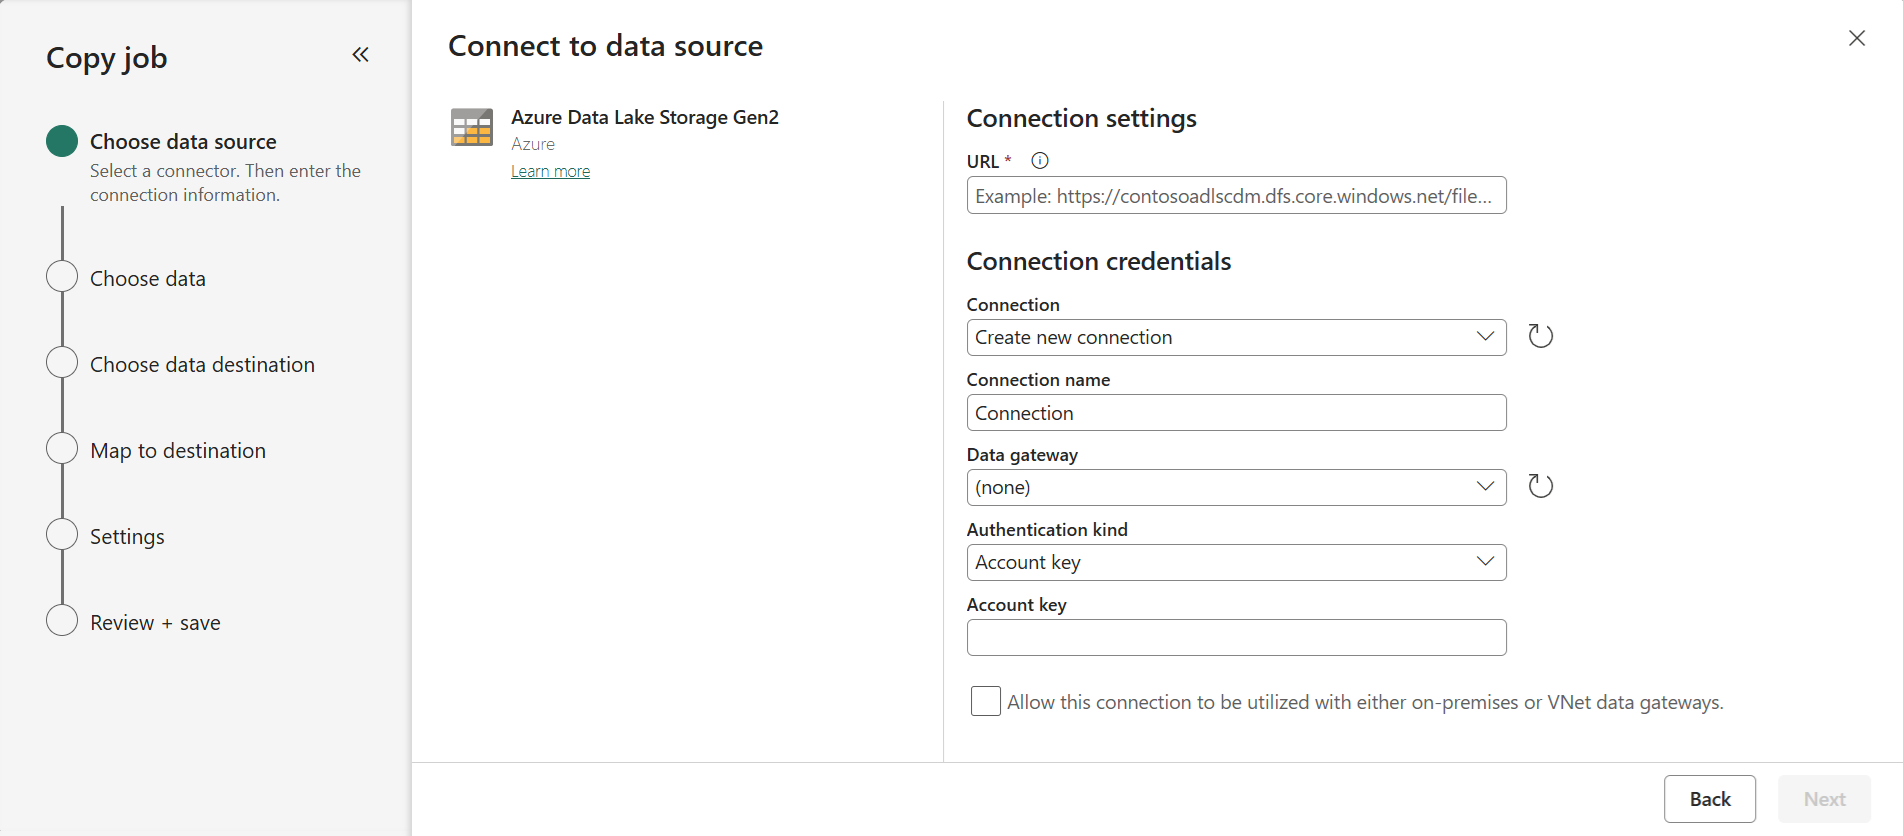 Copy job
Choose data source
Select a connector. Then enter the
connection information.
Choose data
Choose data destination
Map to destination
Settings
Review + save
Connect to data source
Azure Data Lake Storage Gen2
Azure
Learn more
Connection settings
URL *
Example: https://contosoadlscdm.dfs.core.windows.net/file...
Connection credentials
Connection
Create new connection
Connection name
Connection
Data gateway
(none)
Authentication kind
Account key
Account key
Allow this connection to be utilized with either on-premises or VNet data gateways.
Back
Next